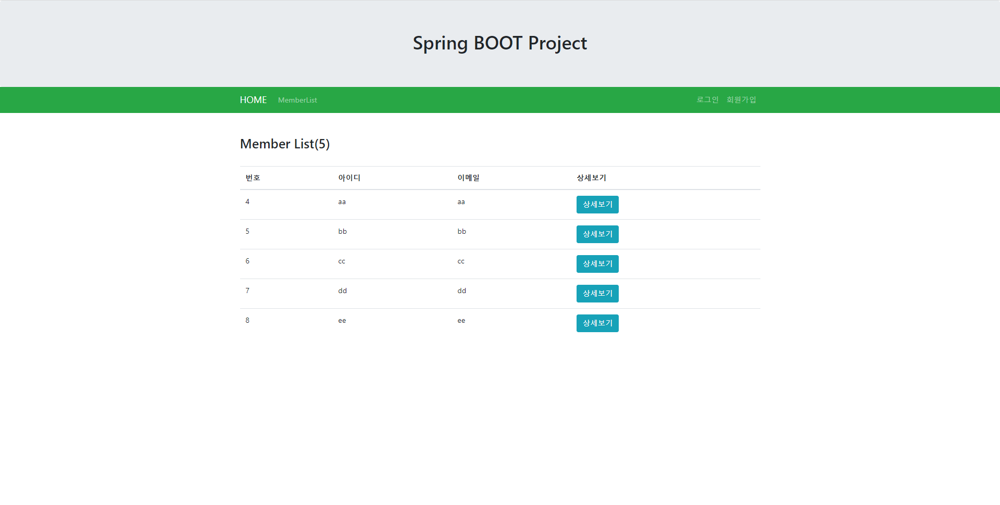 Spring BOOT Project
HOME MemberList 로그인 회원가입
Member List(5)
번호 아이디 이메일 상세보기
4 aa aa 상세보기
5 bb bb 상세보기
6 cc cc 상세보기
7 dd dd 상세보기
8 ee ee 상세보기